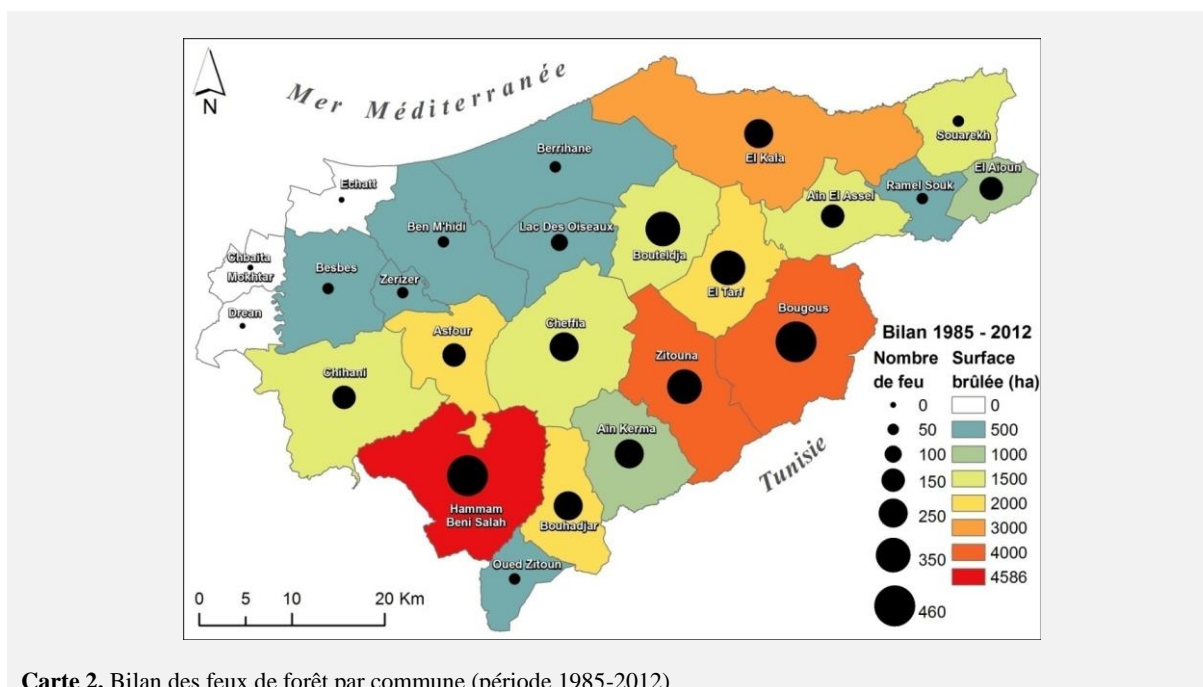 N
Mer Méditerranée
Souarekh
Berrihane
El Kala
El Aïoun
Echatt
Aïn El Assel
Ramel Souk
Ben M'hidi
Lac Des Oïseaux
Bouteldja
Chbaita
Mokhtar
Besbes
Zerizer
El Tarf
Drean
Bougous
Asfour
Cheffia
Zitouna
Chihani
Aïn Kerma
Tunisie
Hammam
Beni Salah
Bouhadjar
Oued Zitoun
0 5 10 20 Km
Bilan 1985 - 2012
Nombre Surface
de feu brûlée (ha)
0 0
50 500
100 1000
150 1500
250 2000
350 3000
460 4000
4586
Carte 2. Bilan des feux de forêt par commune (période 1985-2012)